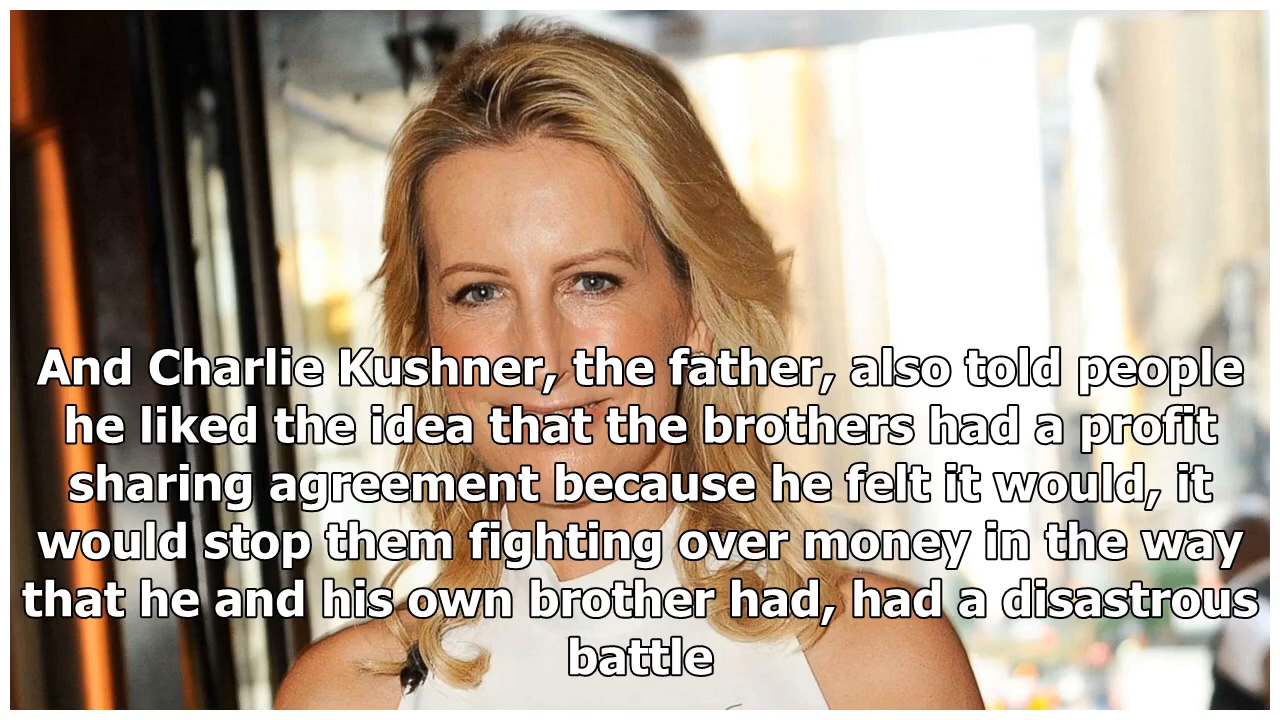 And Charlie Kushner, the father, also told people
he liked the idea that the brothers had a profit
sharing agreement because he felt it would, it
would stop them fighting over money in the way
that he and his own brother had, had a disastrous
battle